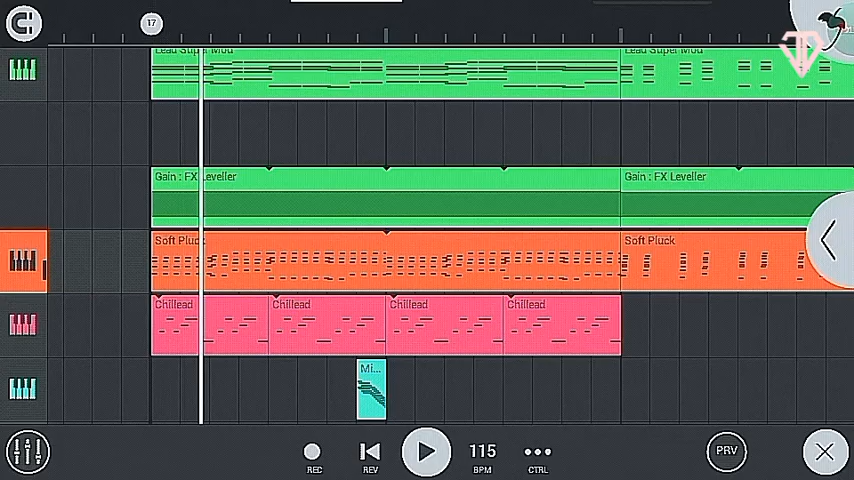 17
Lead Super Mod
Lead Super Mod
Gain : FX Leveller
Gain : FX Leveller
Soft Pluck
Soft Pluck
Chillead
Chillead
Chillead
Chillead
Mi...
REC
REV
115
BPM
CTRL
PRV